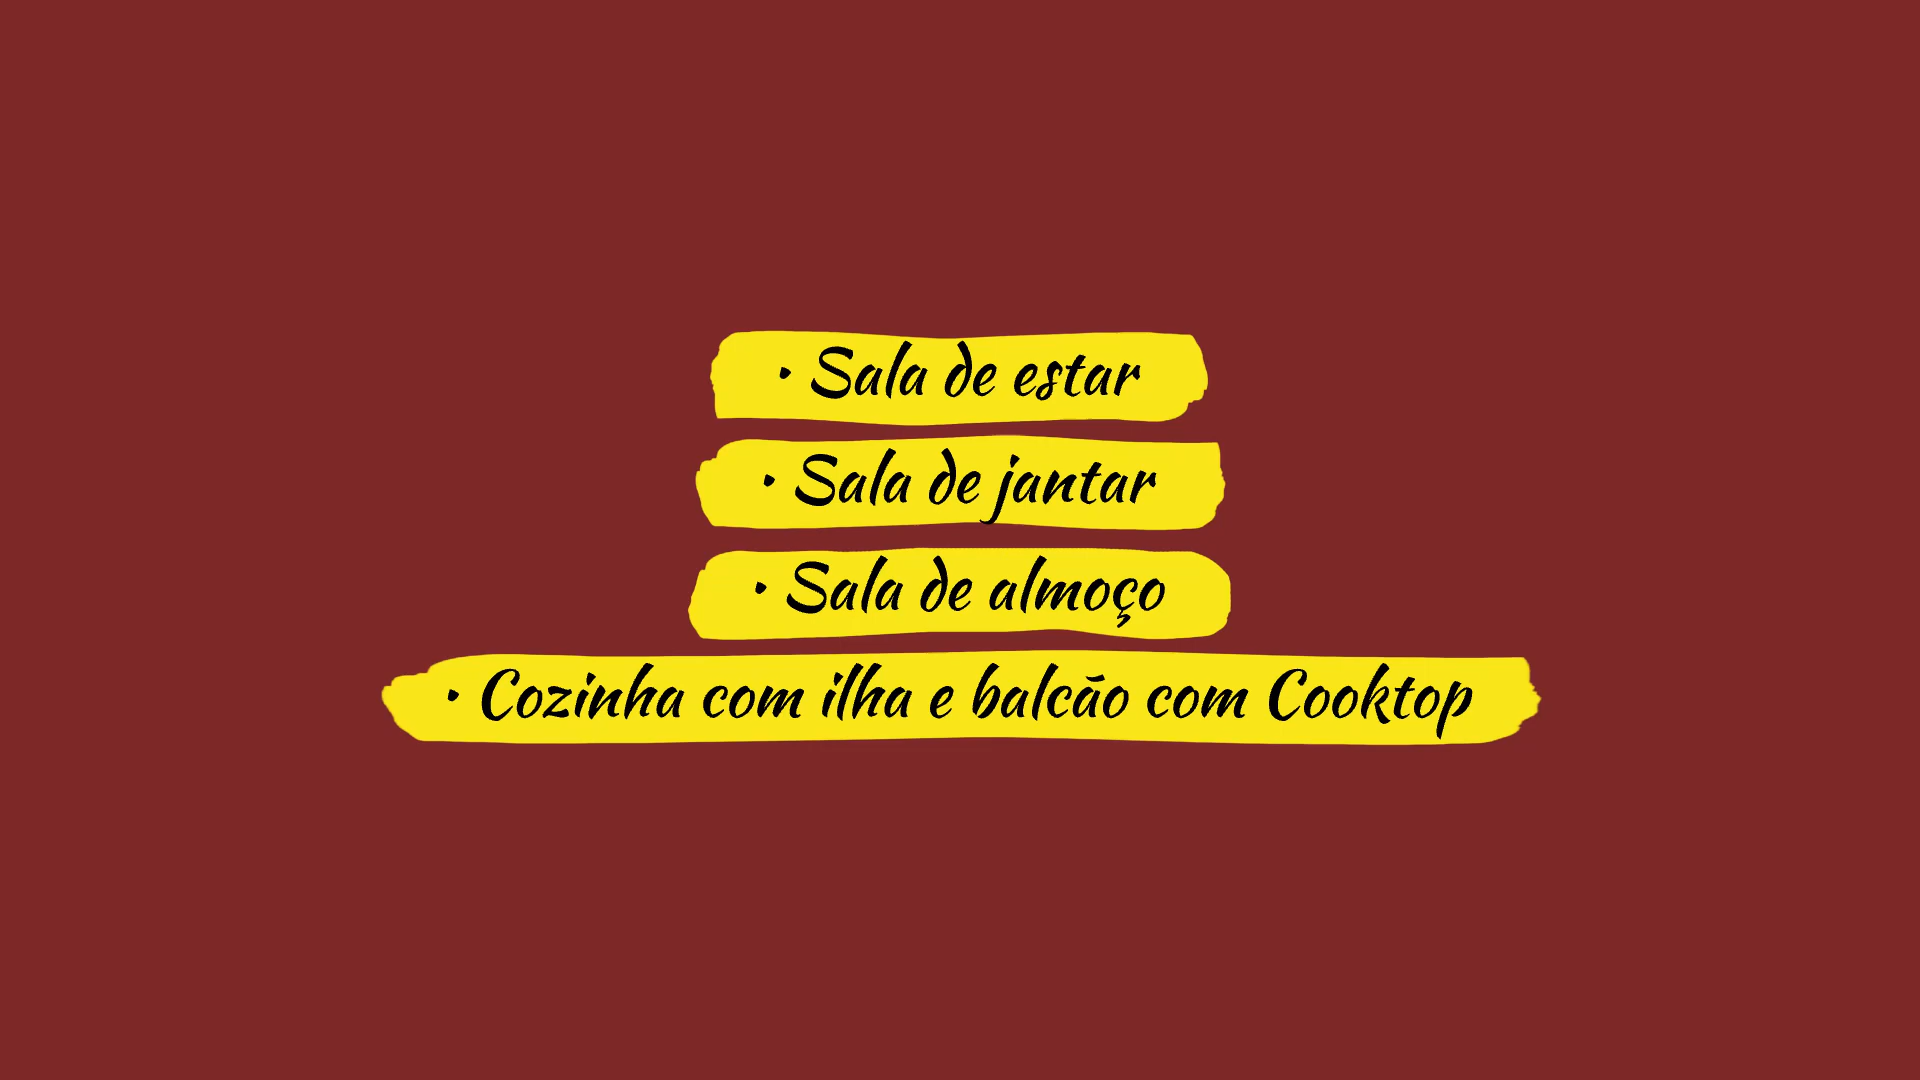 • Sala de estar
• Sala de jantar
• Sala de almoço
• Cozinha com ilha e balcão com Cooktop